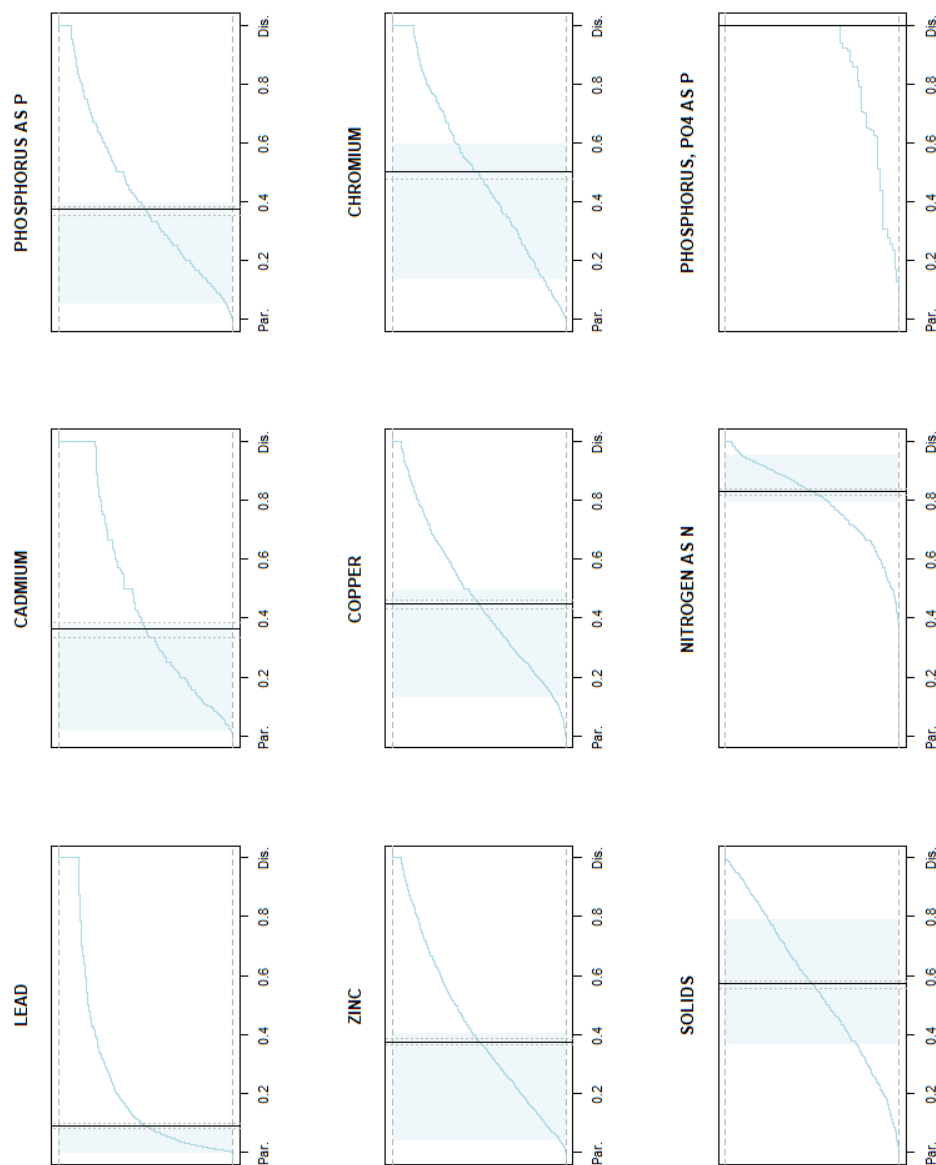 LEAD
Par. 0.2 0.4 0.6 0.8 Dis.
CADMIUM
Par. 0.2 0.4 0.6 0.8 Dis.
PHOSPHORUS AS P
Par. 0.2 0.4 0.6 0.8 Dis.
ZINC
Par. 0.2 0.4 0.6 0.8 Dis.
COPPER
Par. 0.2 0.4 0.6 0.8 Dis.
CHROMIUM
Par. 0.2 0.4 0.6 0.8 Dis.
SOLIDS
Par. 0.2 0.4 0.6 0.8 Dis.
NITROGEN AS N
Par. 0.2 0.4 0.6 0.8 Dis.
PHOSPHORUS, PO4 AS P
Par. 0.2 0.4 0.6 0.8 Dis.